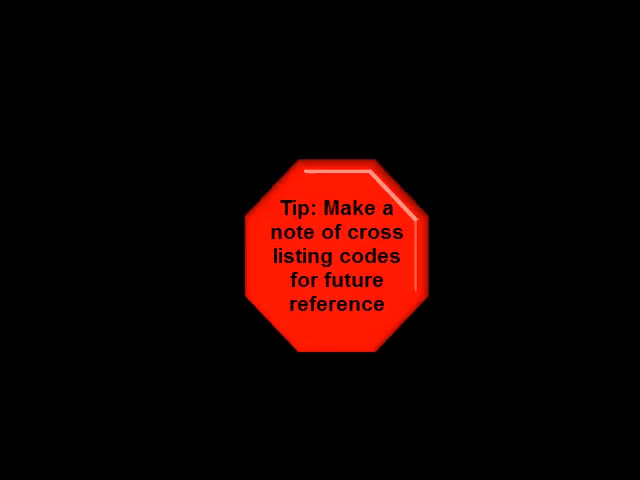 Tip: Make a
note of cross
listing codes
for future
reference